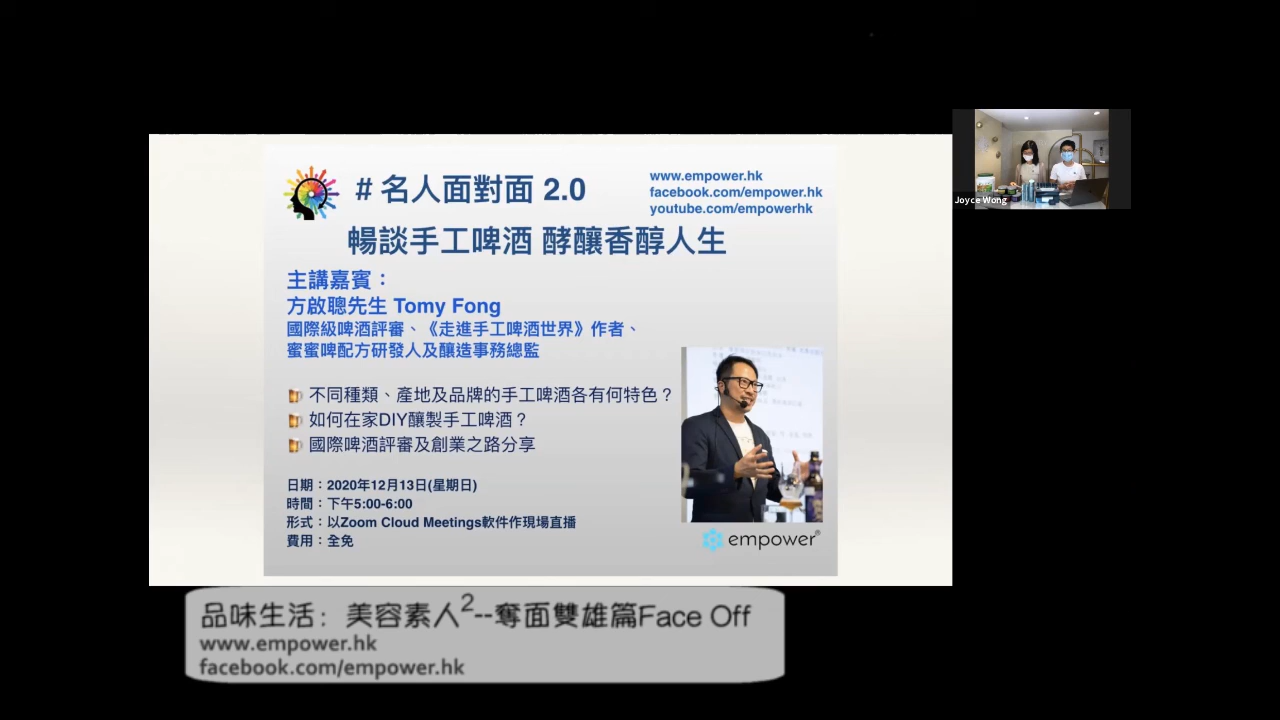 # 名人面對面 2.0
www.empower.hk
facebook.com/empower.hk
youtube.com/empowerhk
暢談手工啤酒 酵釀香醇人生
主講嘉賓：
方啟聰先生 Tomy Fong
國際級啤酒評審、《走進手工啤酒世界》作者、
蜜蜜啤配方研發人及釀造事務總監
不同種類、產地及品牌的手工啤酒各有何特色？
如何在家DIY釀製手工啤酒？
國際啤酒評審及創業之路分享
日期：2020年12月13日(星期日)
時間：下午5:00-6:00
形式：以Zoom Cloud Meetings軟件作現場直播
費用：全免
empower®
Joyce Wong
品味生活：美容素人2--奪面雙雄篇Face Off
www.empower.hk
facebook.com/empower.hk